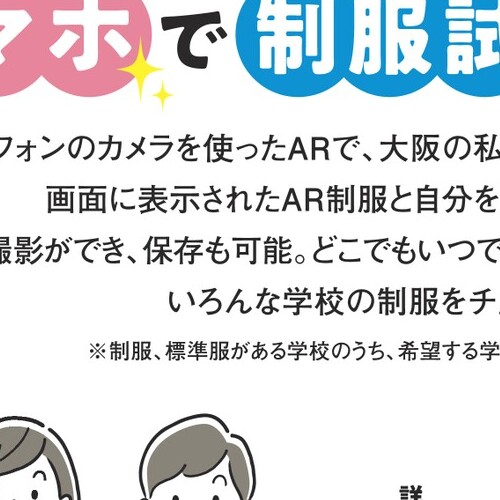 マホで制服試
フォンのカメラを使ったARで、大阪の私
画面に表示されたAR制服と自分を
撮影ができ、保存も可能。どこでもいつで
いろんな学校の制服をチ
※制服、標準服がある学校のうち、希望する学
詳